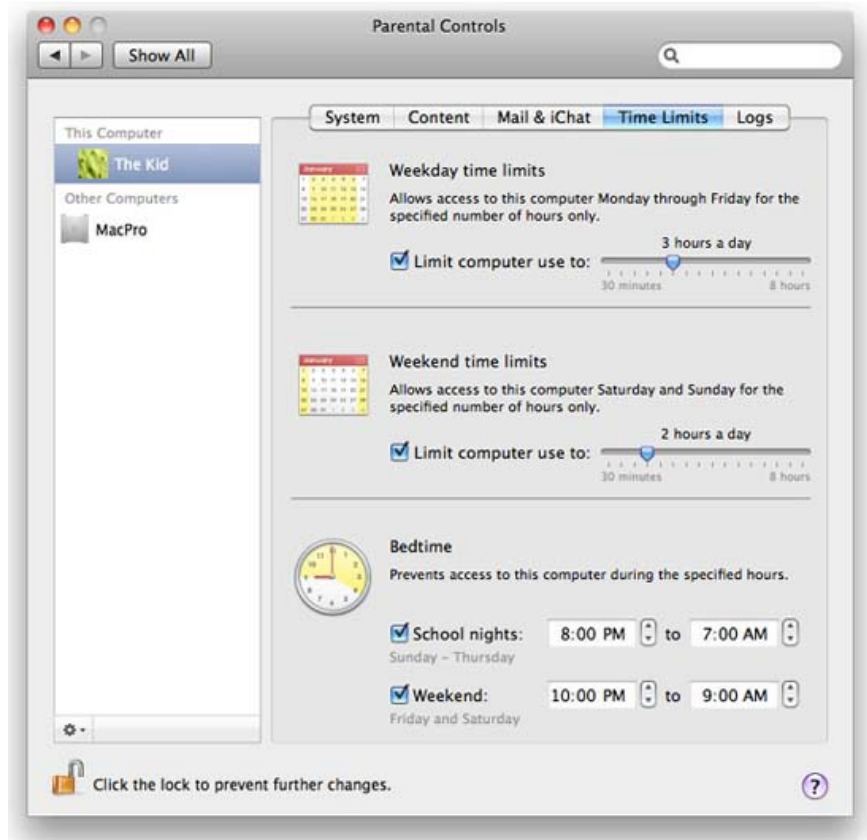 Parental Controls
Show All
System Content Mail & iChat Time Limits Logs
This Computer
The Kid
Other Computers
MacPro
Weekday time limits
Allows access to this computer Monday through Friday for the
specified number of hours only.
3 hours a day
Limit computer use to:
30 minutes 8 hours
Weekend time limits
Allows access to this computer Saturday and Sunday for the
specified number of hours only.
2 hours a day
Limit computer use to:
30 minutes 8 hours
Bedtime
Prevents access to this computer during the specified hours.
School nights: 8:00 PM to 7:00 AM
Sunday – Thursday
Weekend: 10:00 PM to 9:00 AM
Friday and Saturday
Click the lock to prevent further changes.
?